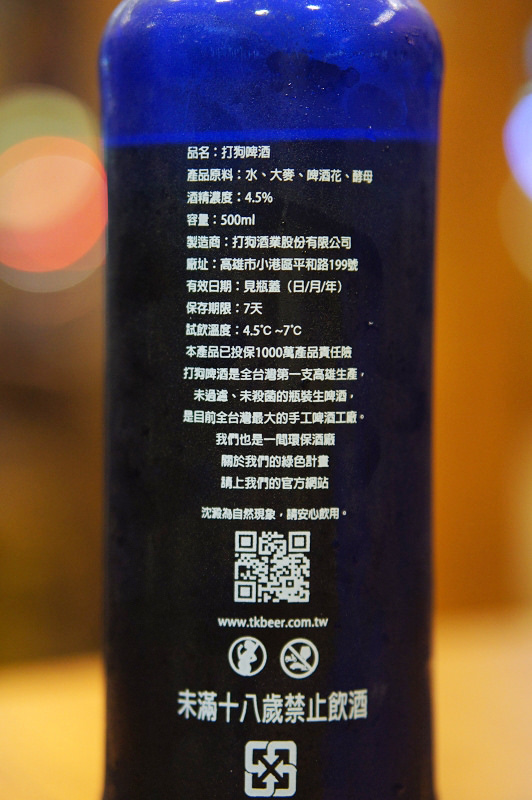 品名：打狗啤酒
產品原料：水、大麥、啤酒花、酵母
酒精濃度：4.5%
容量：500ml
製造商：打狗酒業股份有限公司
廠址：高雄市小港區平和路199號
有效日期：見瓶蓋（日/月/年）
保存期限：7天
試飲溫度：4.5℃ ~7℃
本產品已投保1000萬產品責任險
打狗啤酒是全台灣第一支高雄生產，
未過濾、未殺菌的瓶裝生啤酒，
是目前全台灣最大的手工啤酒工廠。
我們也是一間環保酒廠
關於我們的綠色計畫
請上我們的官方網站
沈澱為自然現象，請安心飲用。
www.tkbeer.com.tw
未滿十八歲禁止飲酒